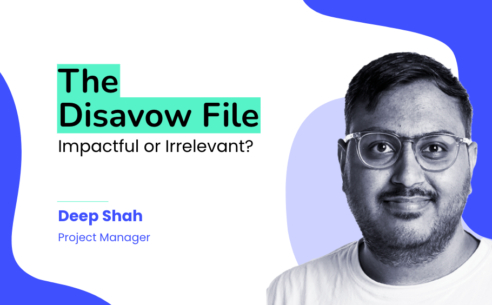 The
Disavow File
Impactful or Irrelevant?
Deep Shah
Project Manager